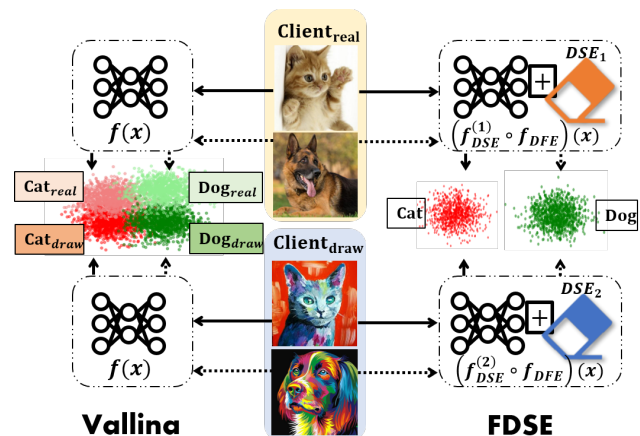 Client_real
f(x)
DSE_1
(f_DSE^(1) ∘ f_DFE)(x)
Cat_real
Dog_real
Cat_draw
Dog_draw
Cat
Dog
Client_draw
f(x)
DSE_2
(f_DSE^(2) ∘ f_DFE)(x)
Vallina
FDSE